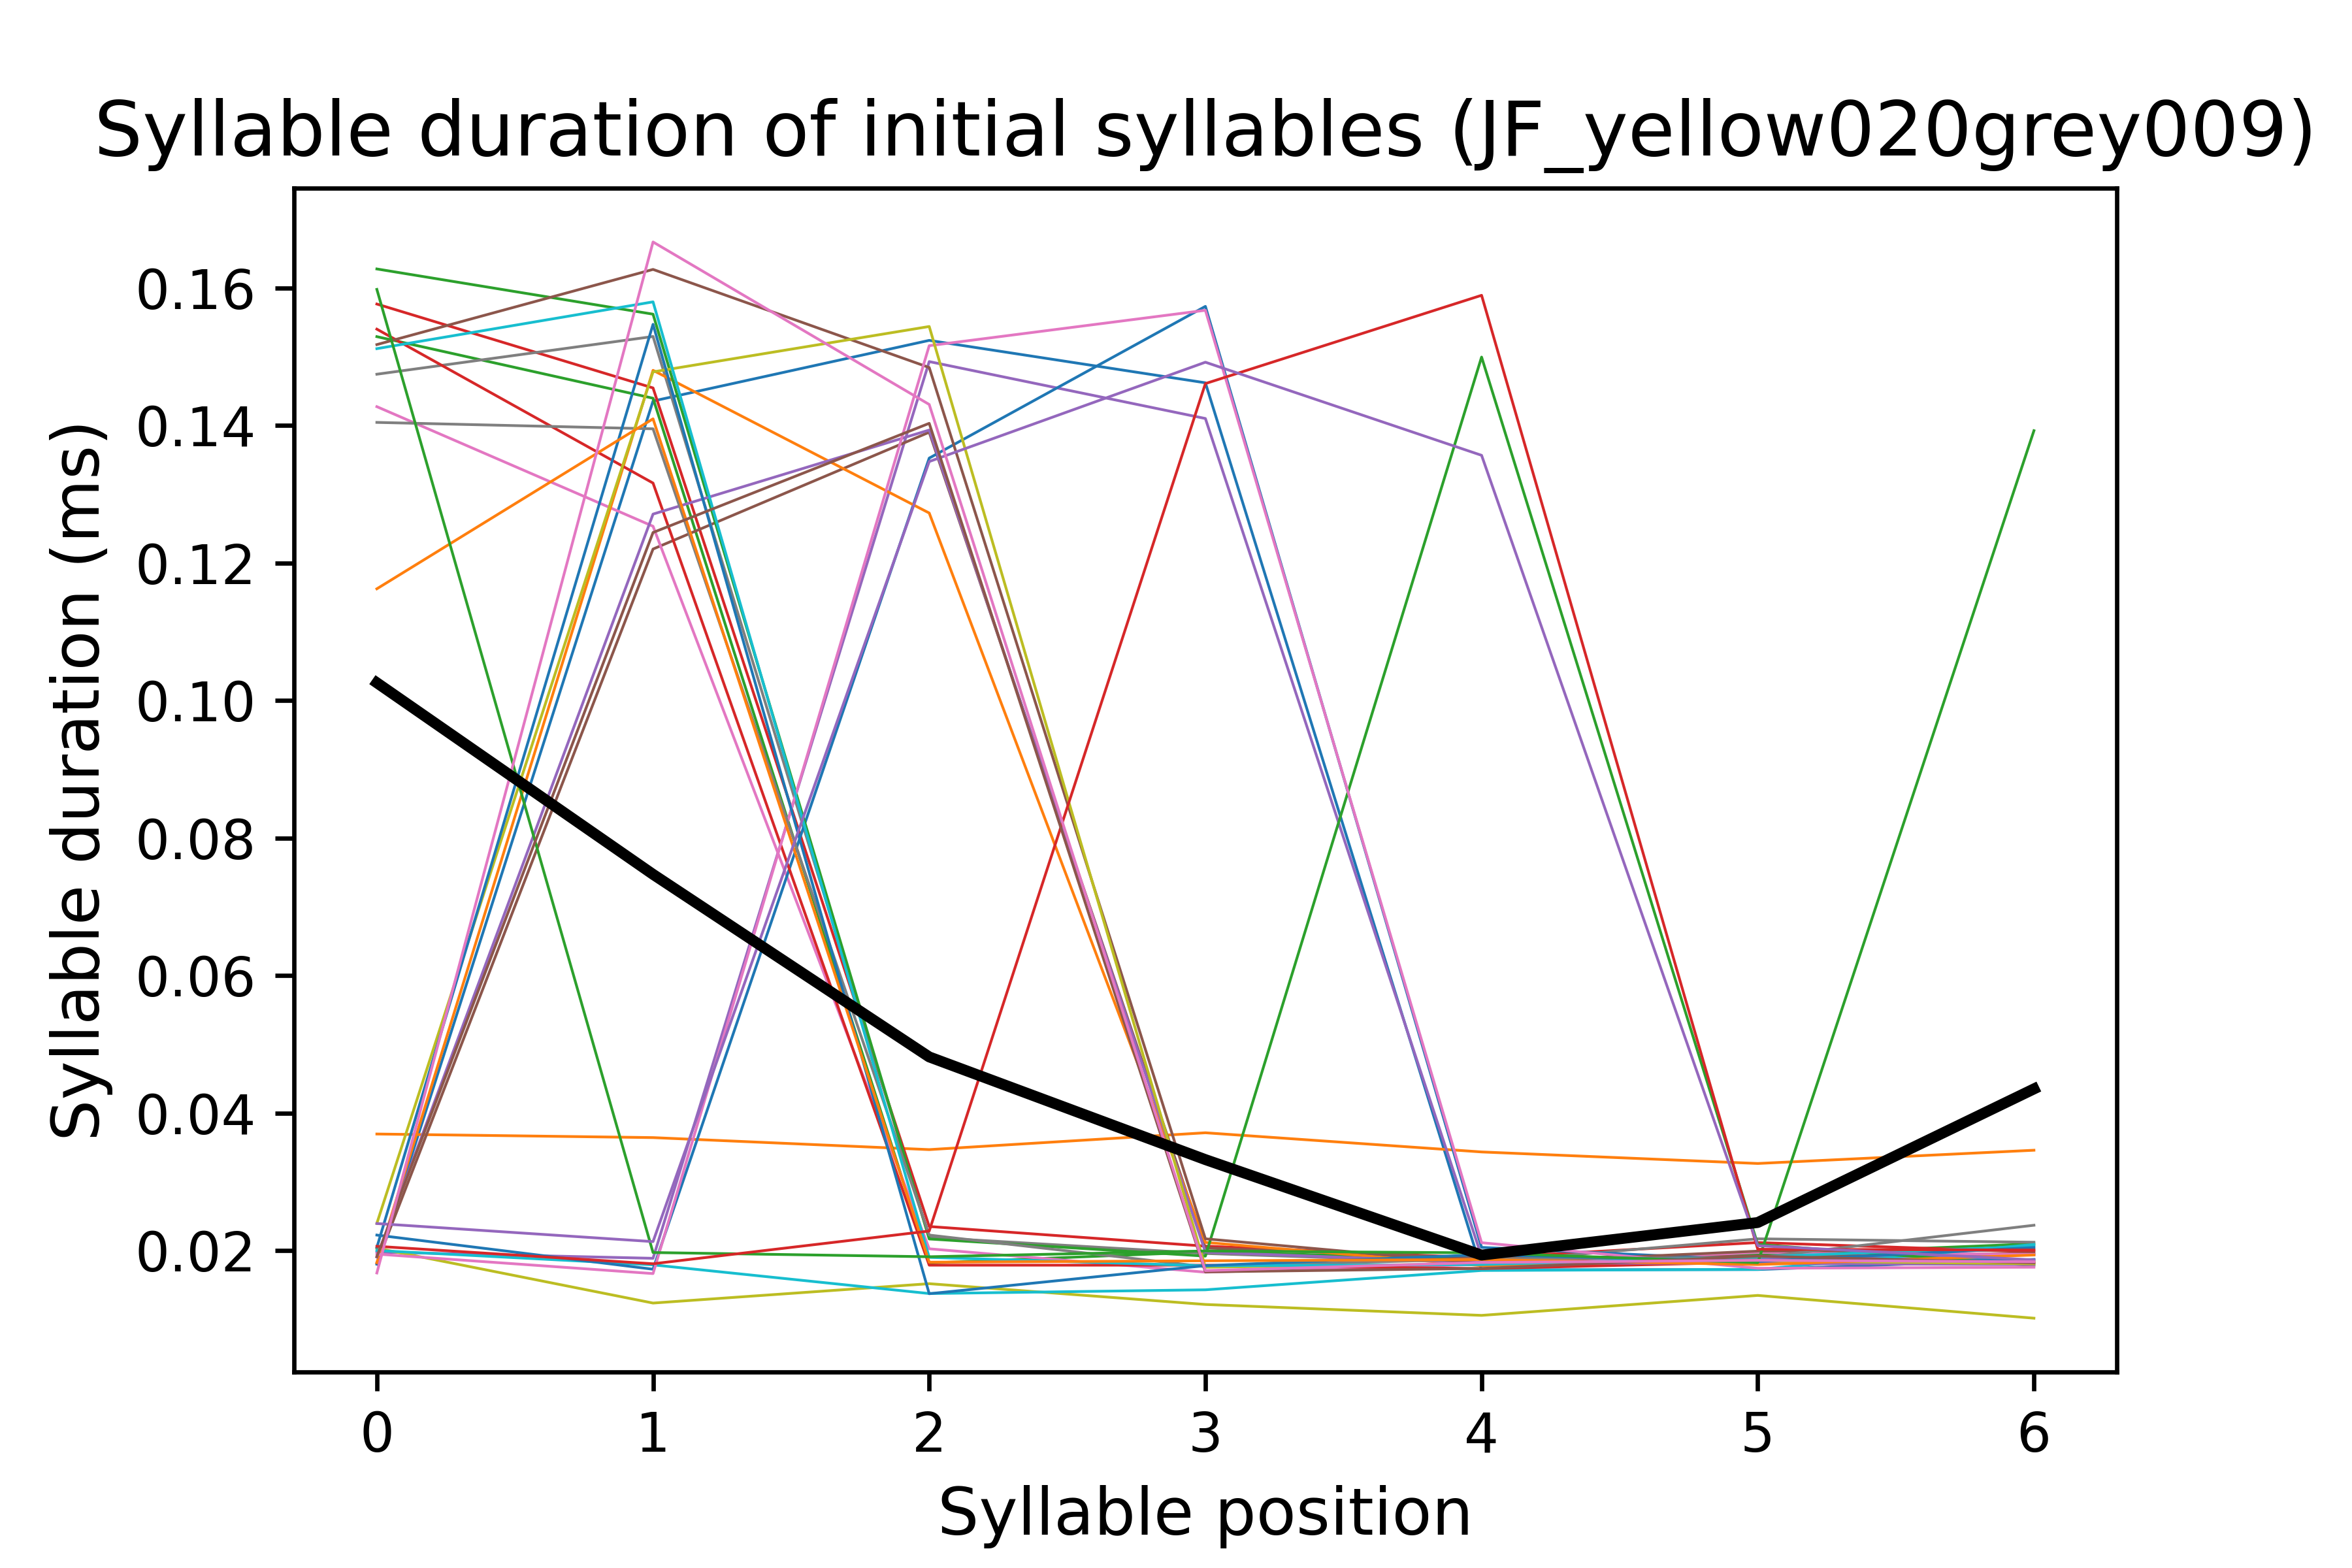 Syllable duration of initial syllables (JF_yellow020grey009)
Syllable duration (ms)
0.16
0.14
0.12
0.10
0.08
0.06
0.04
0.02
0 1 2 3 4 5 6
Syllable position